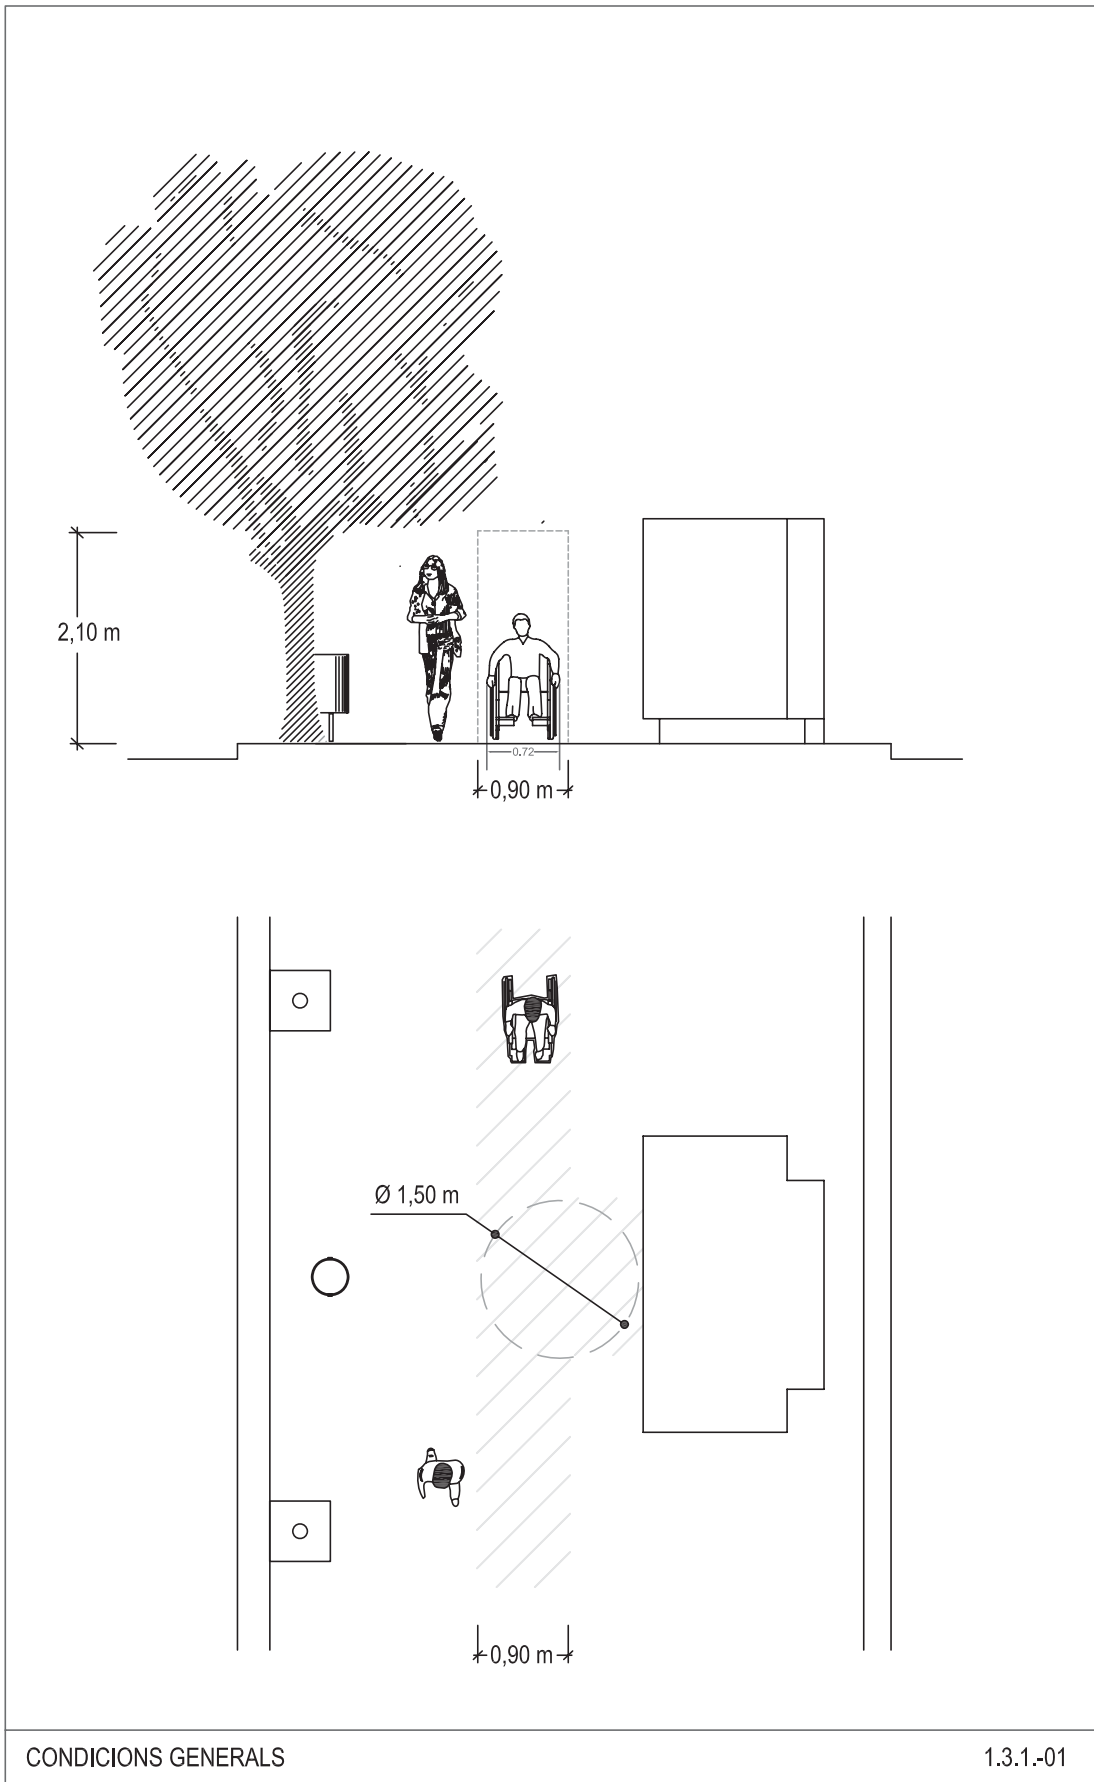 2,10 m
0.72
0,90 m
Ø 1,50 m
0,90 m
CONDICIONS GENERALS 1.3.1.-01